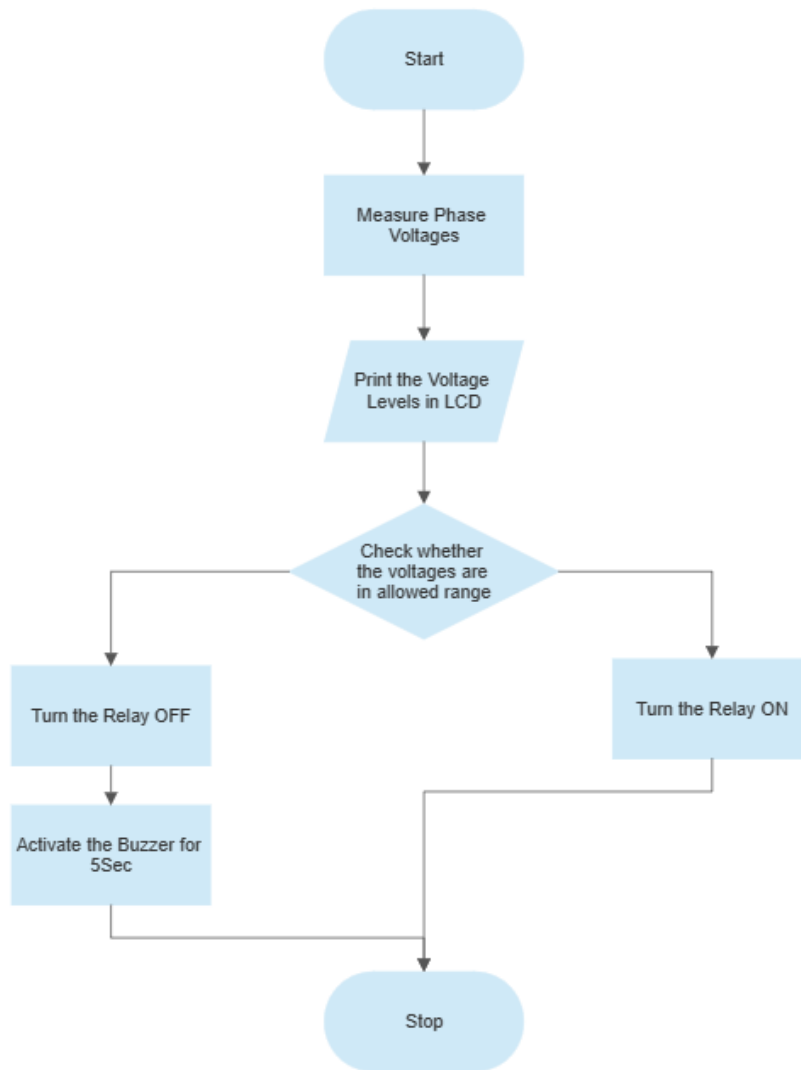 Start
Measure Phase
Voltages
Print the Voltage
Levels in LCD
Check whether
the voltages are
in allowed range
Turn the Relay OFF
Turn the Relay ON
Activate the Buzzer for
5Sec
Stop